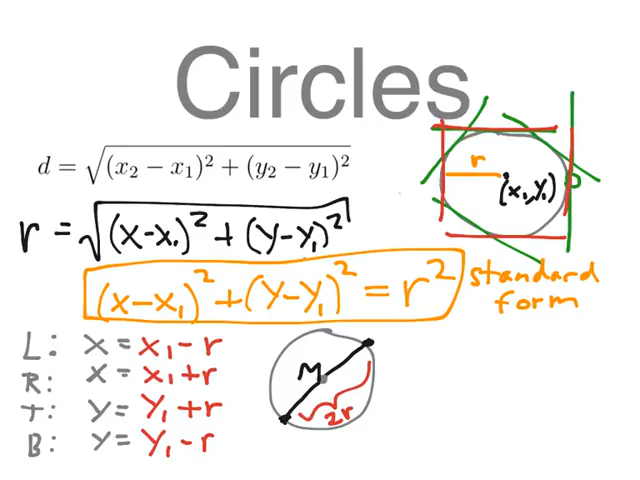 Circles
d = √(x₂ − x₁)² + (y₂ − y₁)²
r
(x₁,y₁)
r = √(x-x₁)² + (y-y₁)²
(x-x₁)² + (y-y₁)² = r²
standard
form
L: x = x₁ - r
R: x = x₁ + r
T: y = y₁ + r
B: y = y₁ - r
M
2r